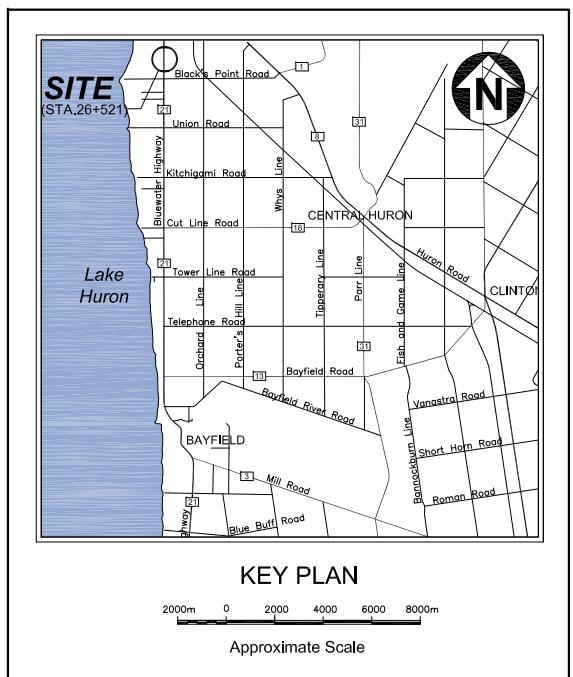 1
Black's Point Road
SITE
(STA.26+521)
N
21
Union Road
8
31
Bluewater Highway
Kitchigami Road
Whys Line
CENTRAL HURON
Cut Line Road
18
Huron Road
21
Lake
Huron
Tower Line Road
Orchard Line
Porter's Hill Line
Tipperary Line
Parr Line
Fish and Game Line
CLINTON
Telephone Road
31
13
Bayfield Road
Bayfield River Road
Vanastra Road
BAYFIELD
Bannockburn Line
Short Horn Road
3
Mill Road
Roman Road
21
ghway
Blue Buff Road
KEY PLAN
2000m 0 2000 4000 6000 8000m
Approximate Scale